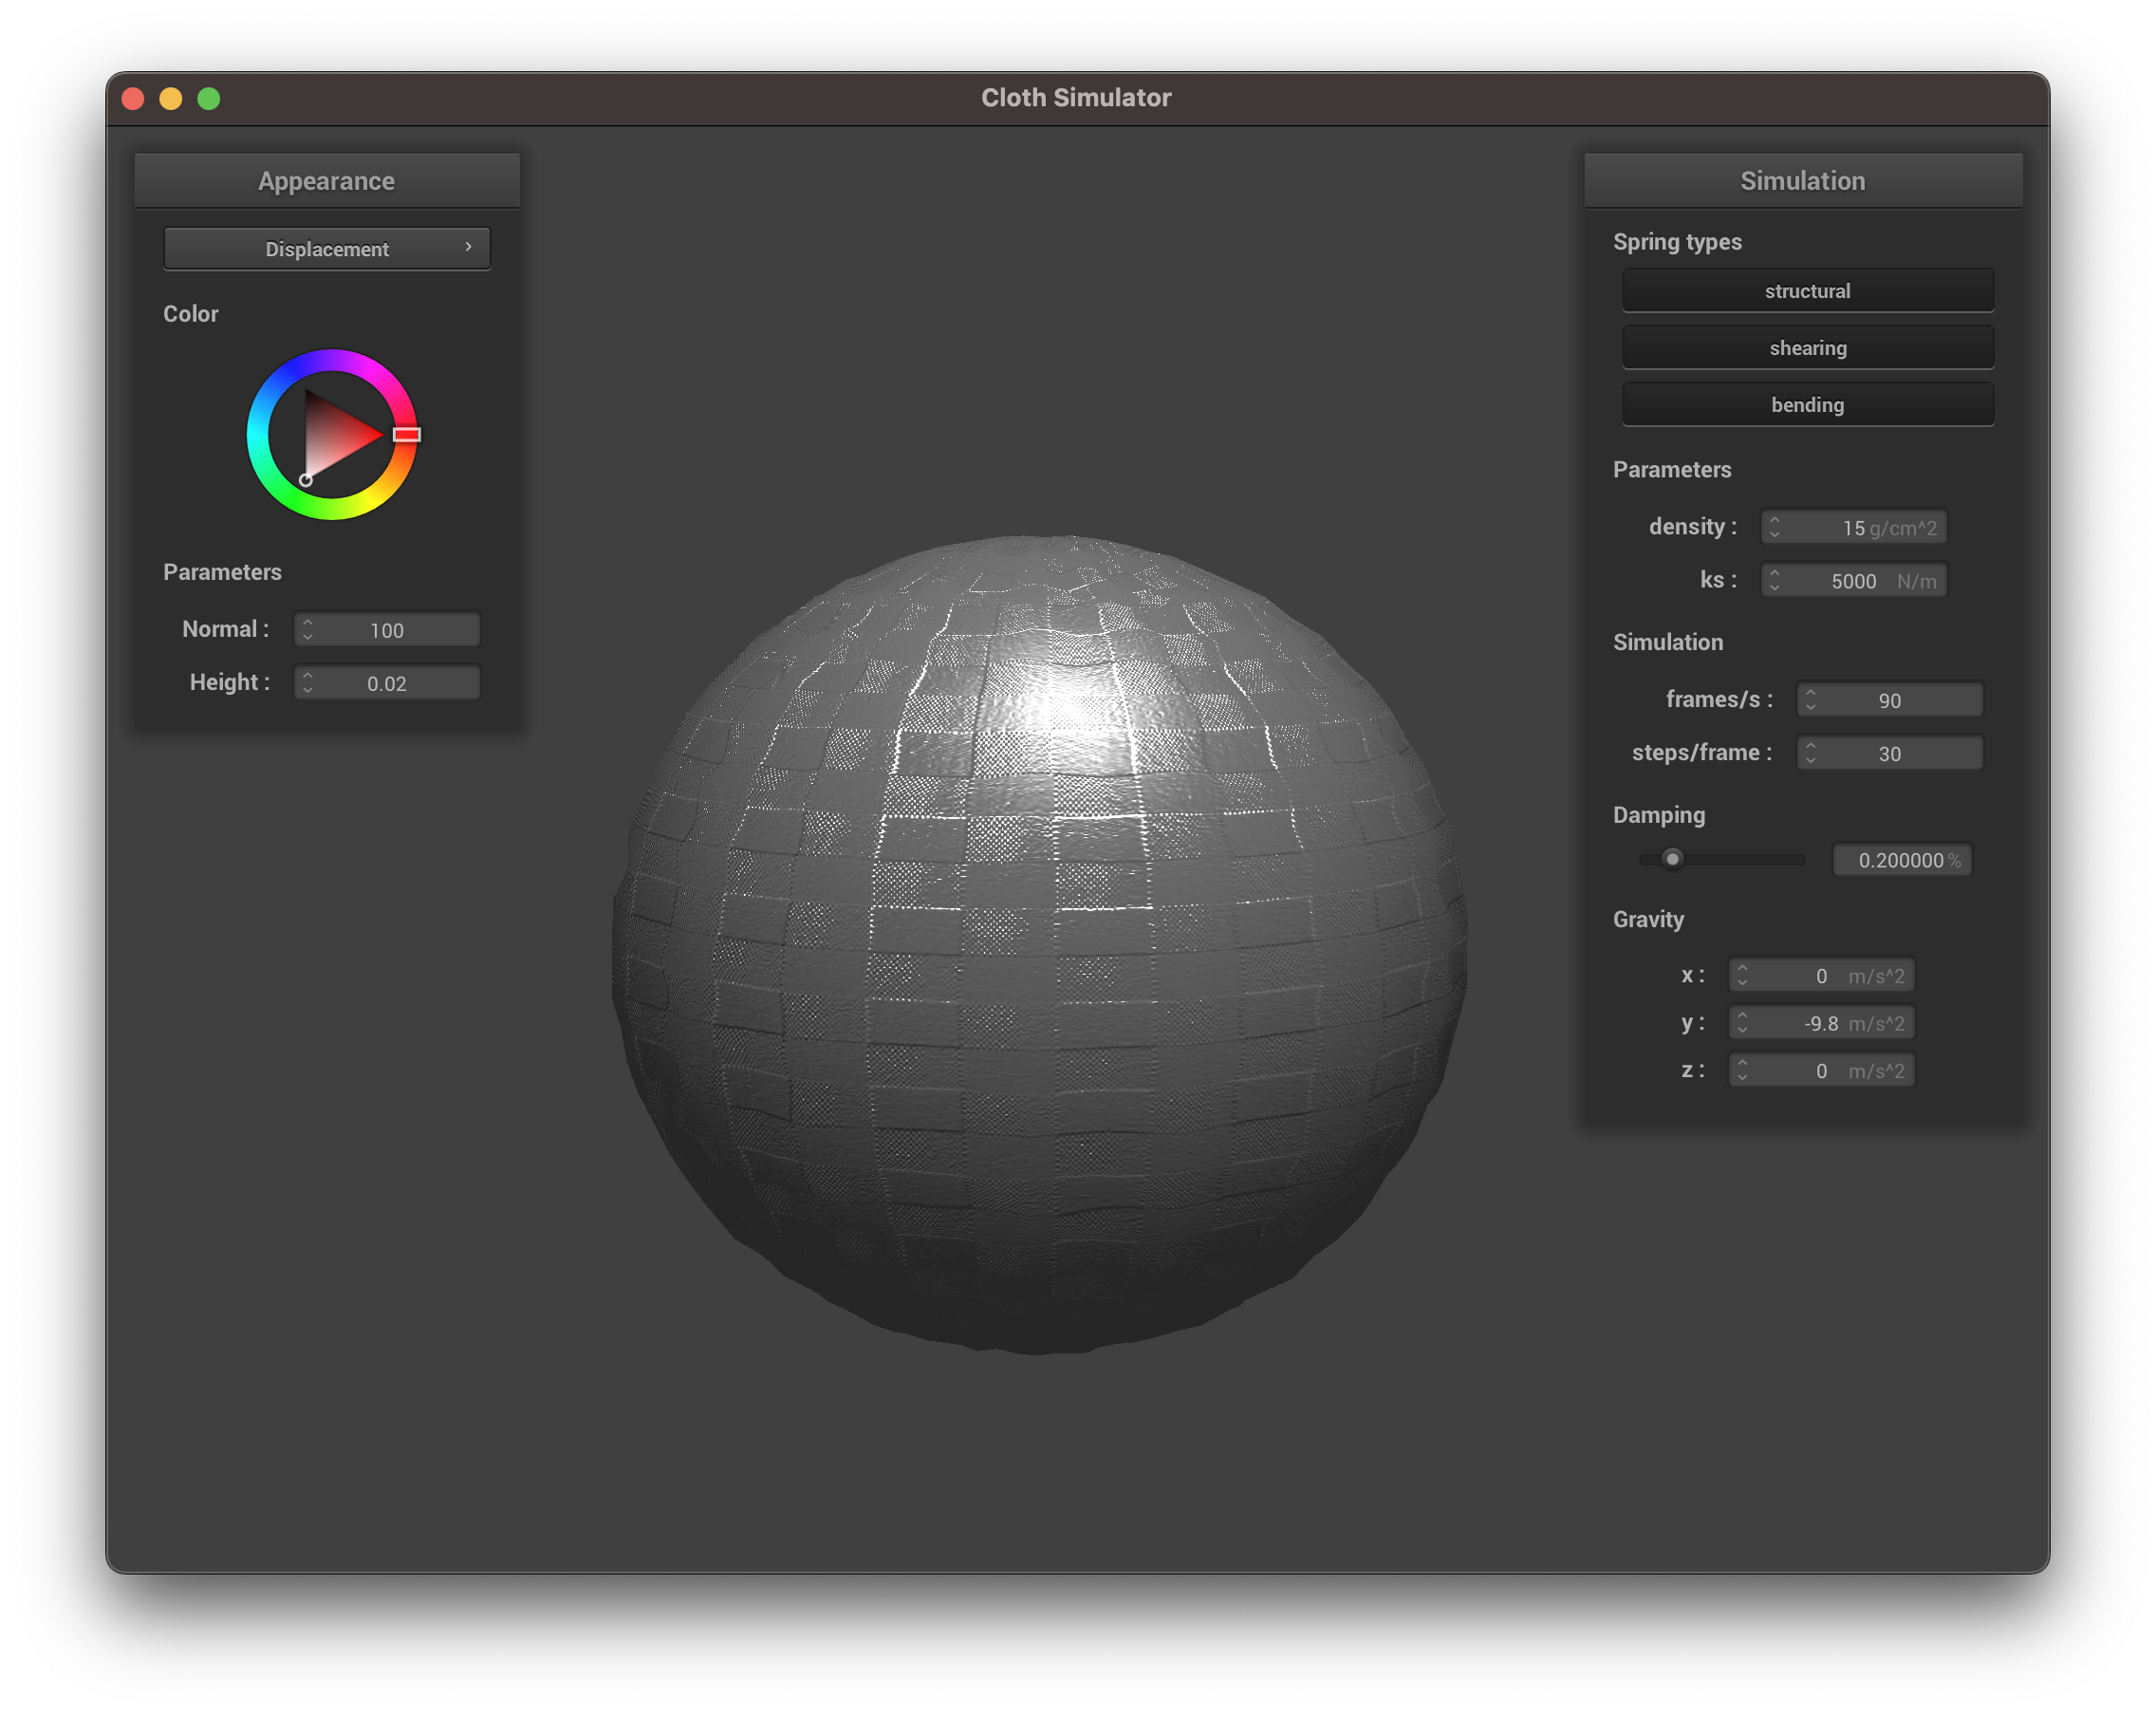 Cloth Simulator
Appearance
Displacement
Color
Parameters
Normal : 100
Height : 0.02
Simulation
Spring types
structural
shearing
bending
Parameters
density : 15 g/cm^2
ks : 5000 N/m
Simulation
frames/s : 90
steps/frame : 30
Damping
0.200000 %
Gravity
x : 0 m/s^2
y : -9.8 m/s^2
z : 0 m/s^2